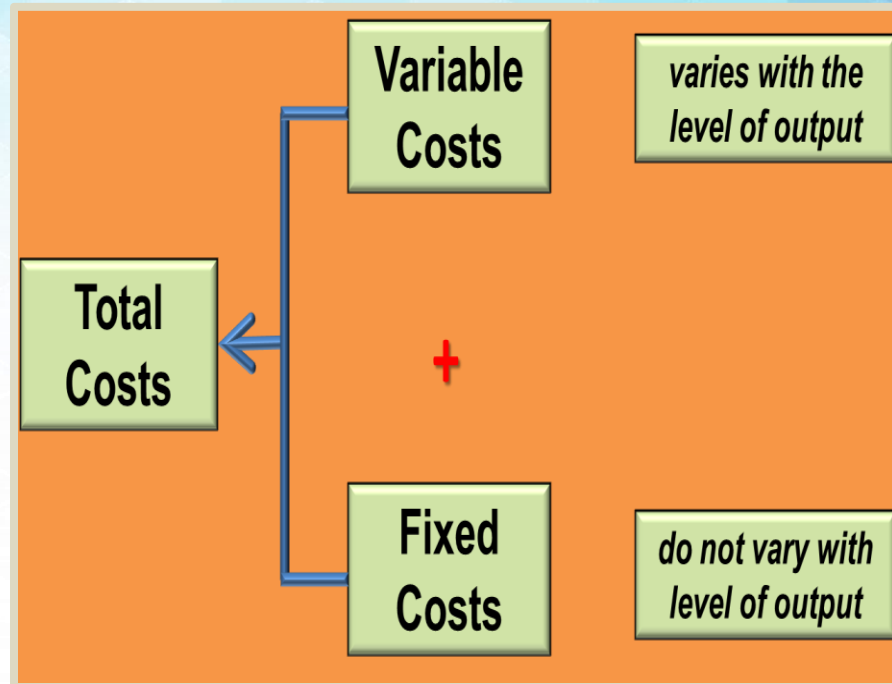 Variable
Costs
varies with the
level of output
Total
Costs
+
Fixed
Costs
do not vary with
level of output